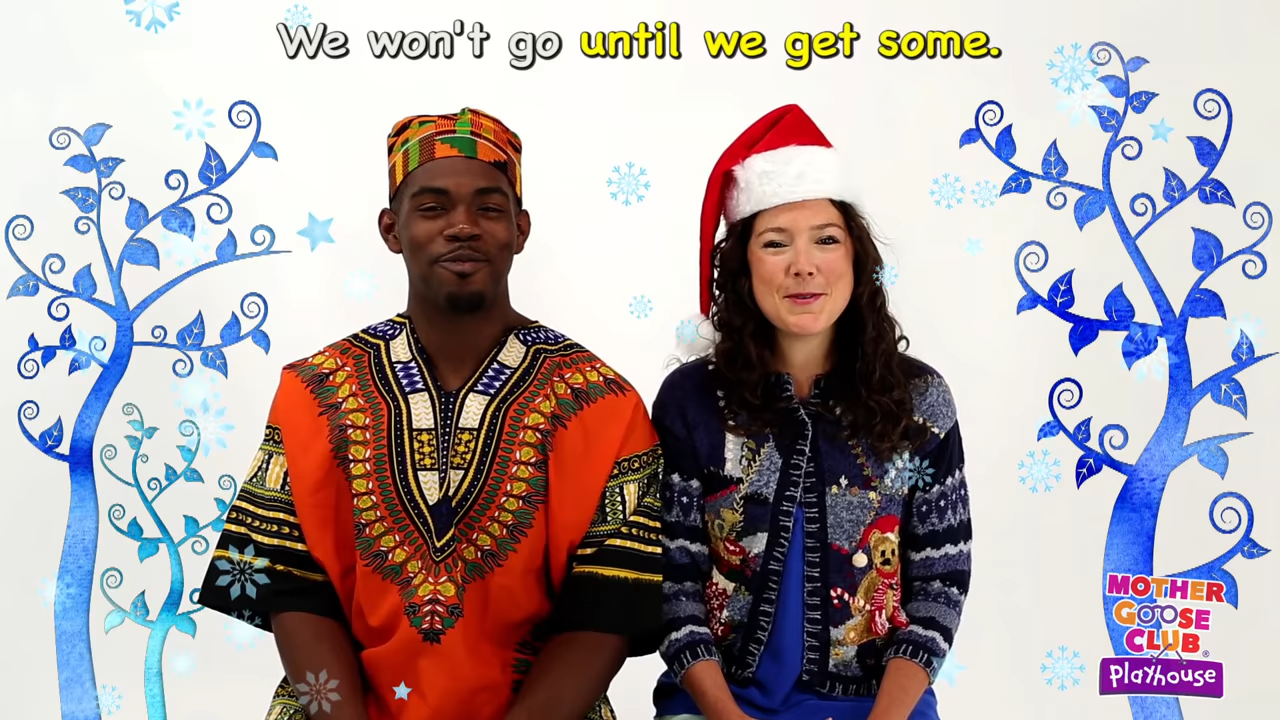 We won't go until we get some.
MOTHER
GOOSE
CLUB
®
Playhouse